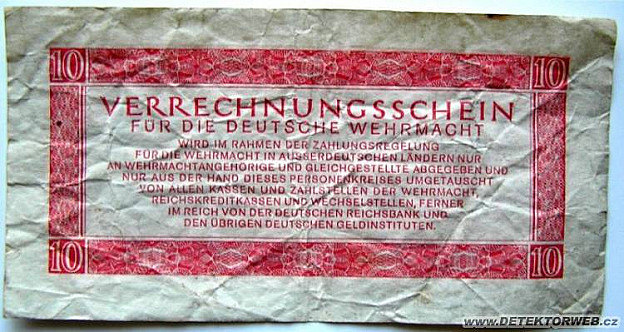 10 10
VERRECHNUNGSSCHEIN
FÜR DIE DEUTSCHE WEHRMACHT
WIRD IM RAHMEN DER ZAHLUNGSREGELUNG
FÜR DIE WEHRMACHT IN AUSSERDEUTSCHEN LÄNDERN NUR
AN WEHRMACHTANGEHÖRIGE UND GLEICHGESTELLTE ABGEGEBEN UND
NUR AUS DER HAND DIESES PERSONENKREISES UMGETAUSCHT
VON ALLEN KASSEN UND ZAHLSTELLEN DER WEHRMACHT,
REICHSKREDITKASSEN UND WECHSELSTELLEN, FERNER
IM REICH VON DER DEUTSCHEN REICHSBANK UND
DEN ÜBRIGEN DEUTSCHEN GELDINSTITUTEN.
10 10
www.DETEKTORWEB.cz